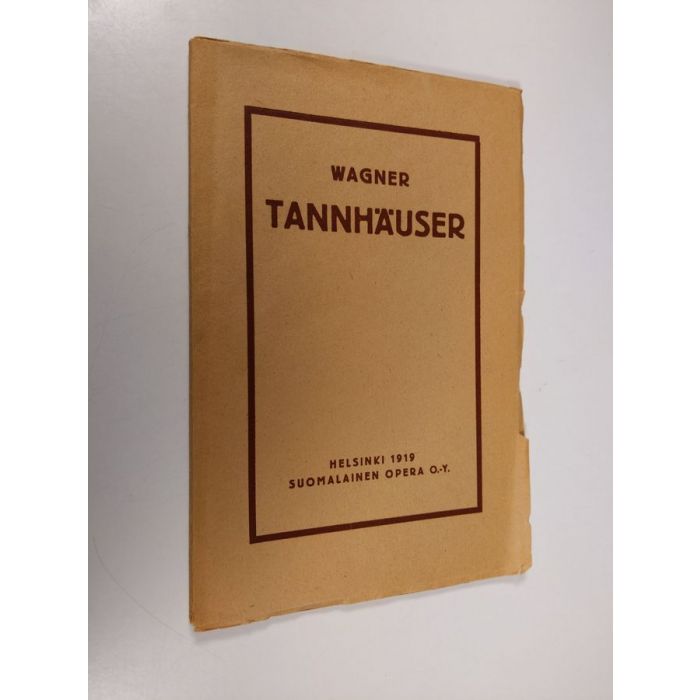 WAGNER
TANNHÄUSER
HELSINKI 1919
SUOMALAINEN OPERA O.-Y.